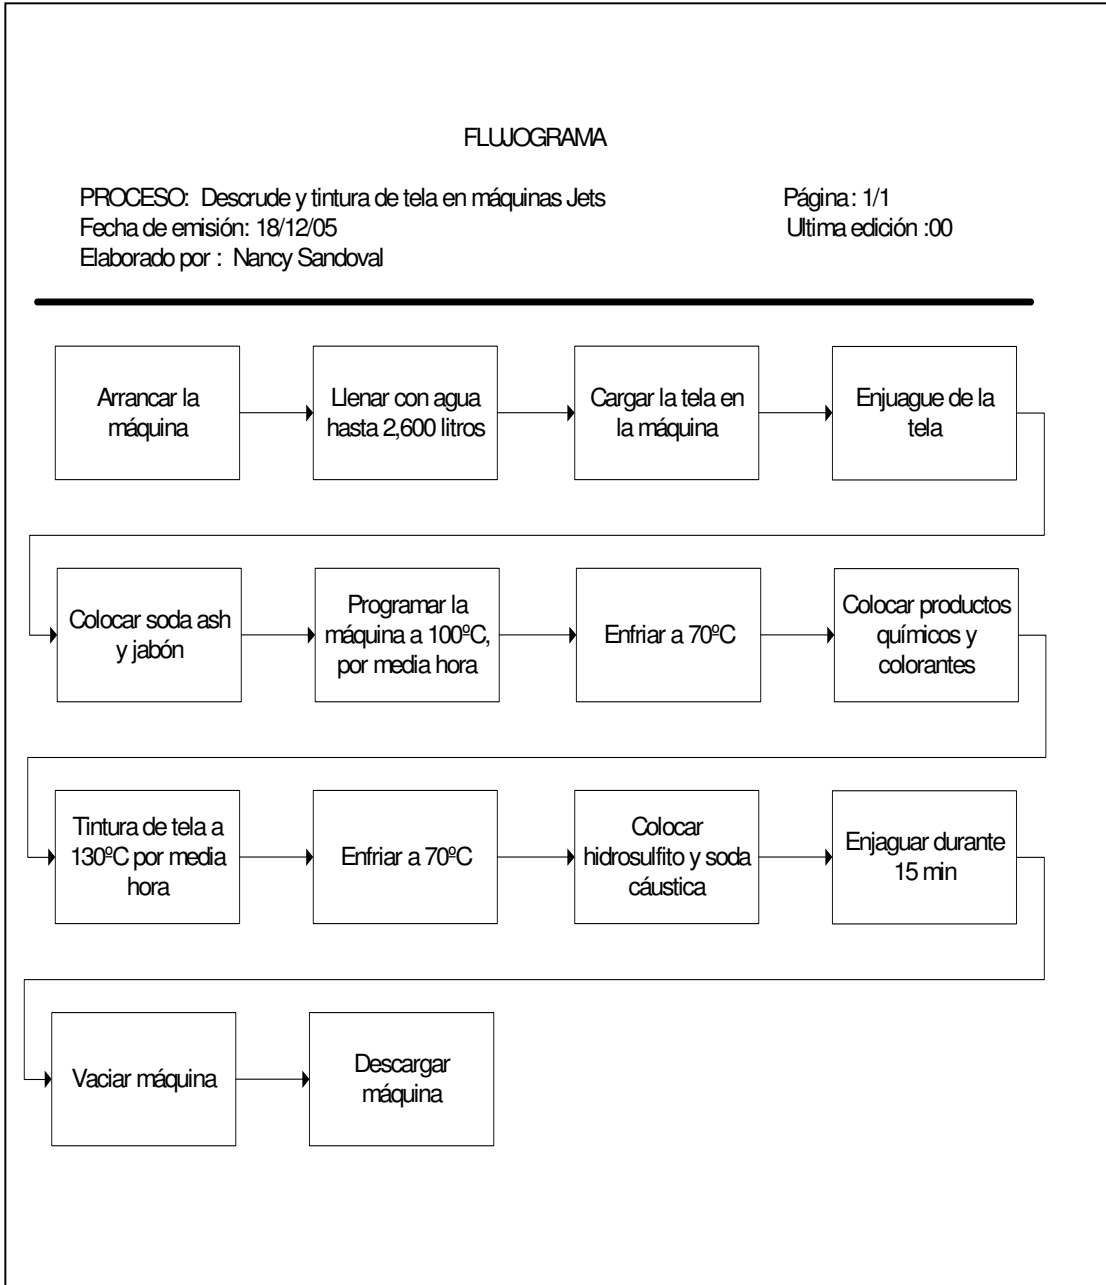 FLUJOGRAMA
PROCESO: Descrude y tintura de tela en máquinas Jets
Página : 1/1
Fecha de emisión: 18/12/05
Ultima edición :00
Elaborado por : Nancy Sandoval
Arrancar la
máquina
Llenar con agua
hasta 2,600 litros
Cargar la tela en
la máquina
Enjuague de la
tela
Colocar soda ash
y jabón
Programar la
máquina a 100ºC,
por media hora
Enfriar a 70ºC
Colocar productos
químicos y
colorantes
Tintura de tela a
130ºC por media
hora
Enfriar a 70ºC
Colocar
hidrosulfito y soda
cáustica
Enjaguar durante
15 min
Vaciar máquina
Descargar
máquina